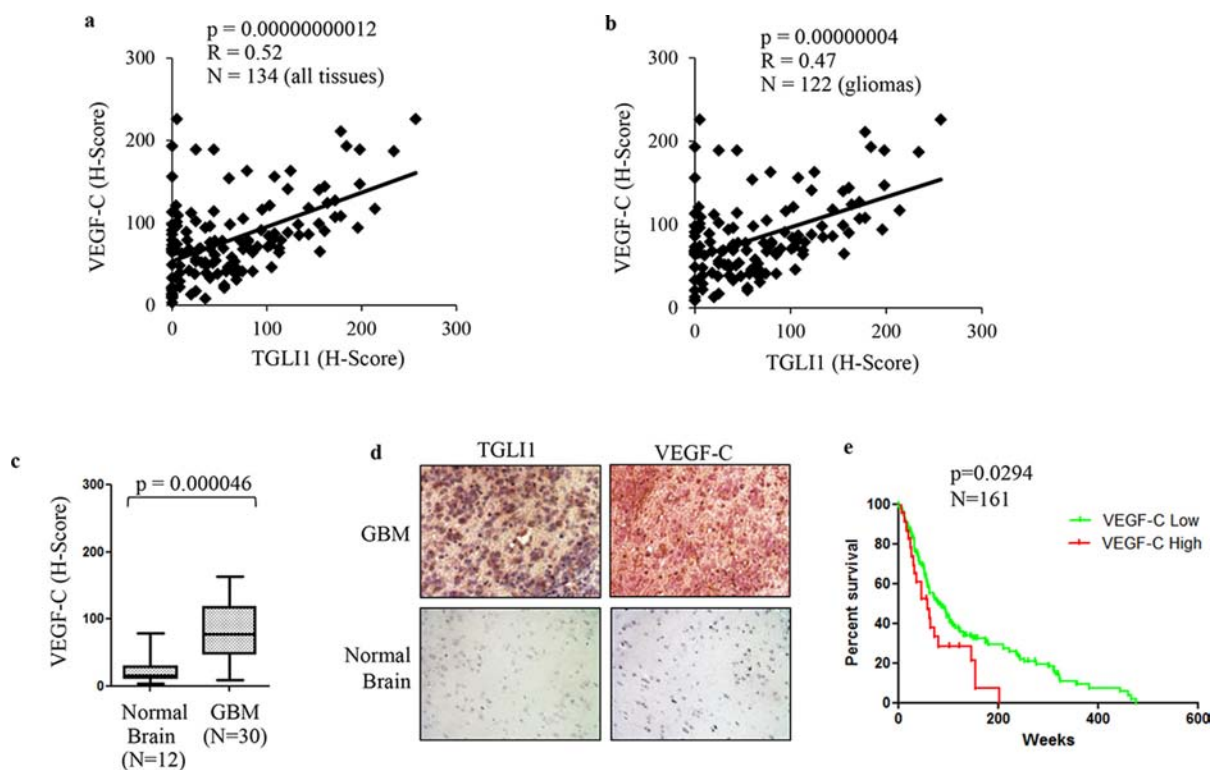 a
p = 0.00000000012
R = 0.52
N = 134 (all tissues)
300
200
100
0
VEGF-C (H-Score)
0 100 200 300
TGLI1 (H-Score)
b
p = 0.00000004
R = 0.47
N = 122 (gliomas)
300
200
100
0
VEGF-C (H-Score)
0 100 200 300
TGLI1 (H-Score)
c
p = 0.000046
300
200
100
0
VEGF-C (H-Score)
Normal
Brain
(N=12)
GBM
(N=30)
d
TGLI1 VEGF-C
GBM
Normal
Brain
e
p=0.0294
N=161
VEGF-C Low
VEGF-C High
100
80
60
40
20
0
Percent survival
0 200 400 600
Weeks